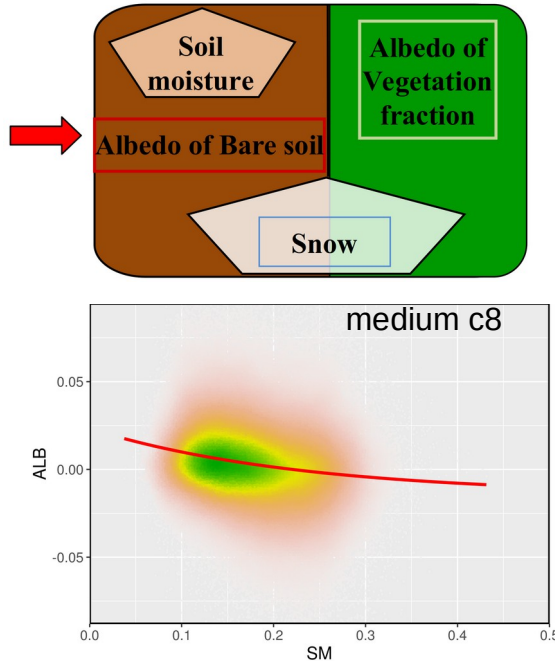 Soil
moisture
Albedo of
Vegetation
fraction
Albedo of Bare soil
Snow
medium c8
0.05
0.00
-0.05
ALB
0.0 0.1 0.2 0.3 0.4 0.5
SM